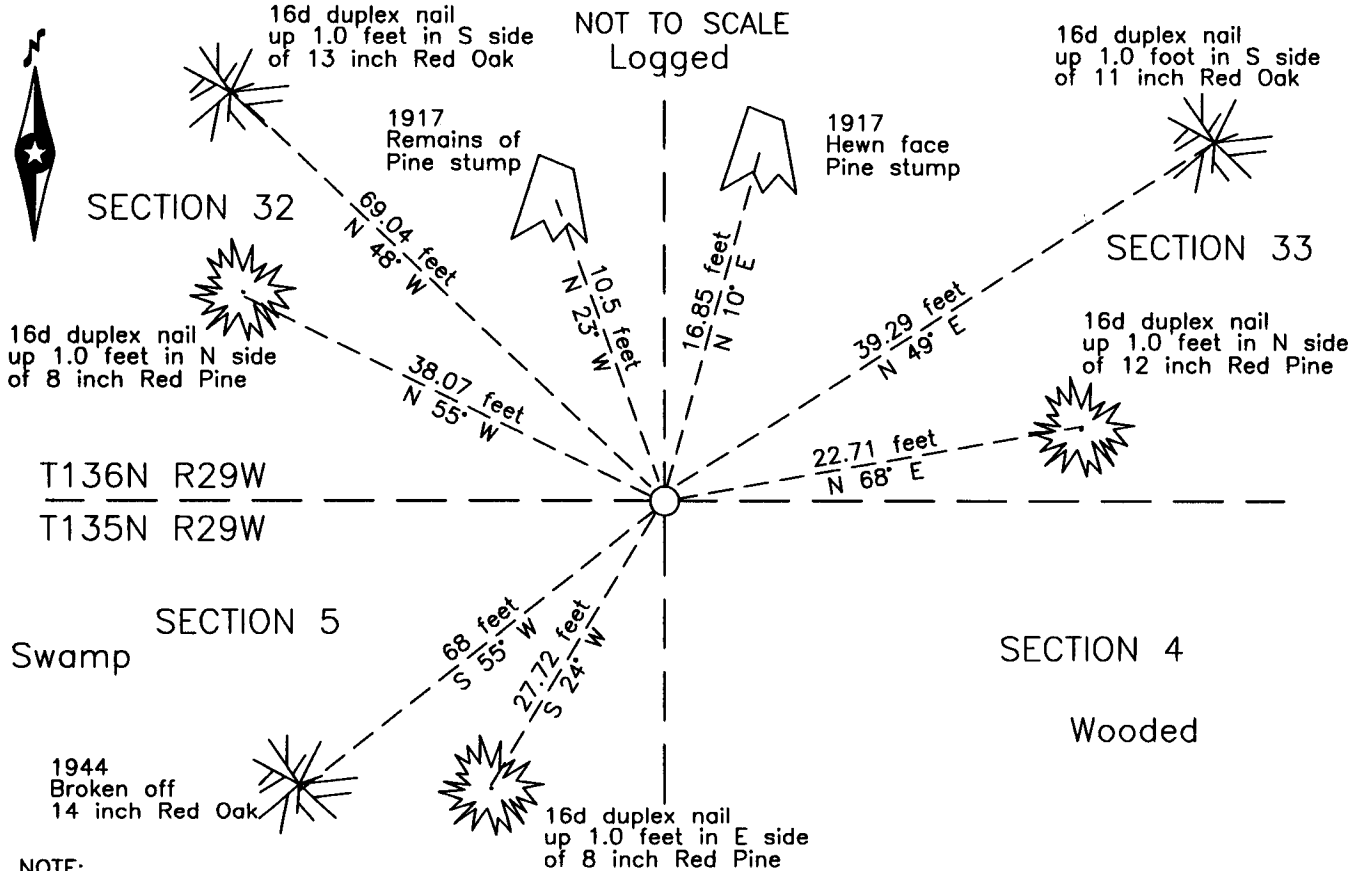 N
16d duplex nail
up 1.0 feet in S side
of 13 inch Red Oak
NOT TO SCALE
Logged
16d duplex nail
up 1.0 foot in S side
of 11 inch Red Oak
1917
Remains of
Pine stump
1917
Hewn face
Pine stump
SECTION 32
SECTION 33
69.04 feet
N 48° W
10.5 feet
N 23° W
16.85 feet
N 10° E
39.29 feet
N 49° E
16d duplex nail
up 1.0 feet in N side
of 8 inch Red Pine
38.07 feet
N 55° W
16d duplex nail
up 1.0 feet in N side
of 12 inch Red Pine
22.71 feet
N 68° E
T136N R29W
T135N R29W
SECTION 5
Swamp
68 feet
S 55° W
27.72 feet
S 24° W
SECTION 4
Wooded
1944
Broken off
14 inch Red Oak
16d duplex nail
up 1.0 feet in E side
of 8 inch Red Pine
NOTE: